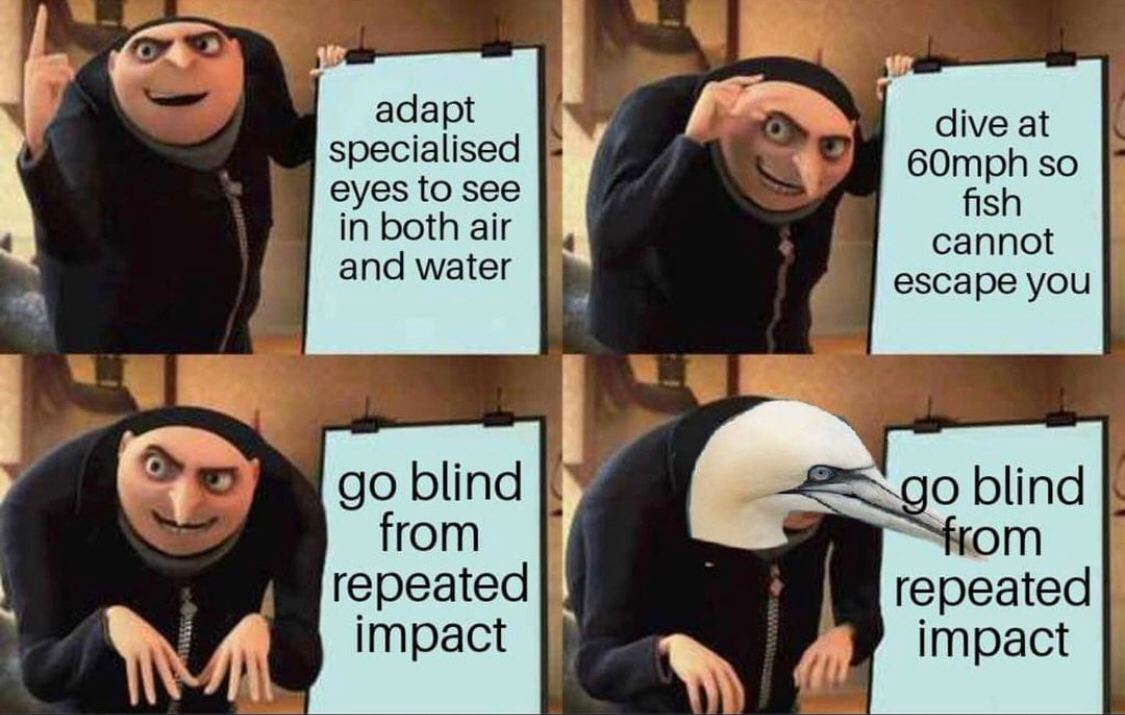 adapt
specialised
eyes to see
in both air
and water
dive at
60mph so
fish
cannot
escape you
go blind
from
repeated
impact
go blind
from
repeated
impact